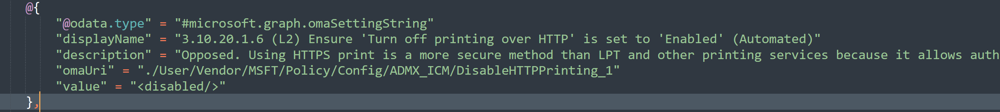 @{
"@odata.type" = "#microsoft.graph.omaSettingString"
"displayName" = "3.10.20.1.6 (L2) Ensure 'Turn off printing over HTTP' is set to 'Enabled' (Automated)"
"description" = "Opposed. Using HTTPS print is a more secure method than LPT and other printing services because it allows auth
"omaUri" = "./User/Vendor/MSFT/Policy/Config/ADMX_ICM/DisableHTTPPrinting_1"
"value" = "<disabled/>"
},